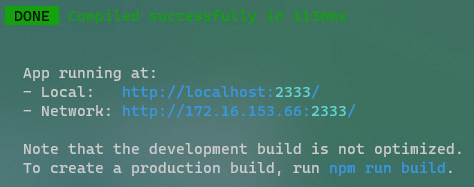 DONE Compiled successfully in
App running at:
- Local: http://localhost:2333/
- Network: http://172.16.153.66:2333/
Note that the development build is not optimized.
To create a production build, run npm run build.